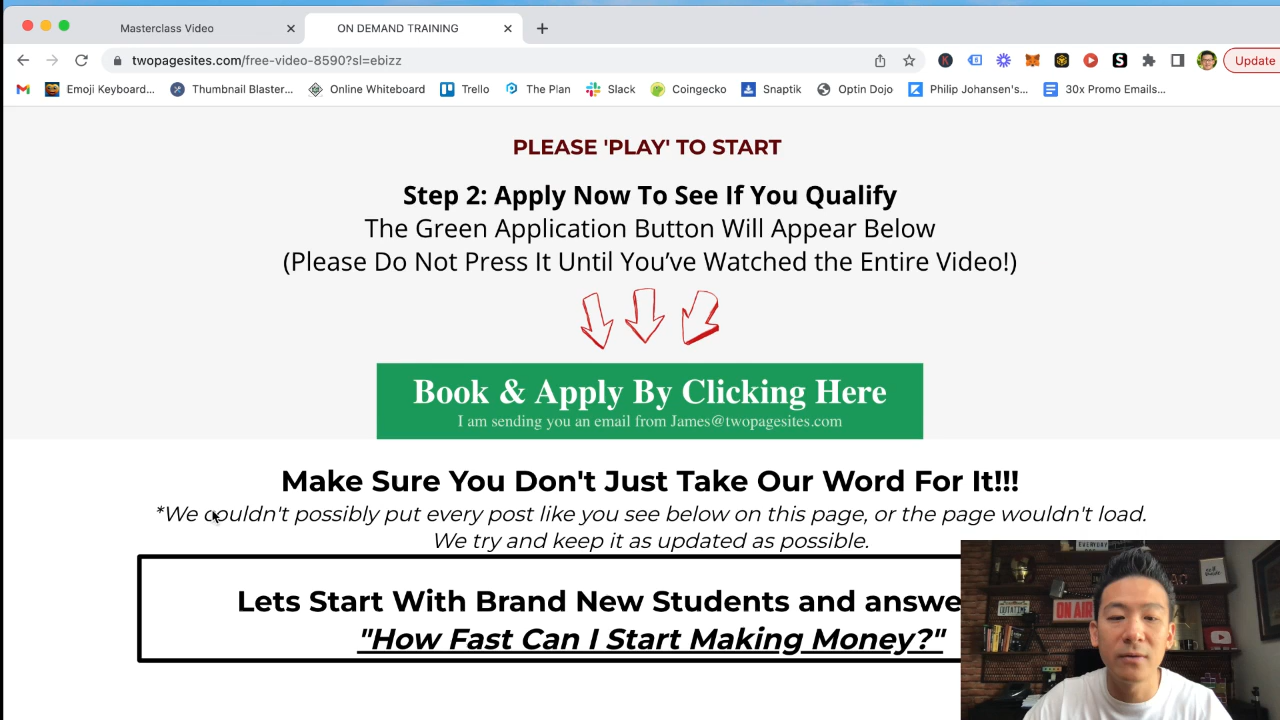 Masterclass Video
ON DEMAND TRAINING
twopagesites.com/free-video-8590?sl=ebizz
Update
Emoji Keyboard...
Thumbnail Blaster...
Online Whiteboard
Trello
The Plan
Slack
Coingecko
Snaptik
Optin Dojo
Philip Johansen's...
30x Promo Emails...
PLEASE 'PLAY' TO START
Step 2: Apply Now To See If You Qualify
The Green Application Button Will Appear Below
(Please Do Not Press It Until You’ve Watched the Entire Video!)
Book & Apply By Clicking Here
I am sending you an email from James@twopagesites.com
Make Sure You Don't Just Take Our Word For It!!!
*We couldn't possibly put every post like you see below on this page, or the page wouldn't load.
We try and keep it as updated as possible.
Lets Start With Brand New Students and answe
"How Fast Can I Start Making Money?"
ON AIR